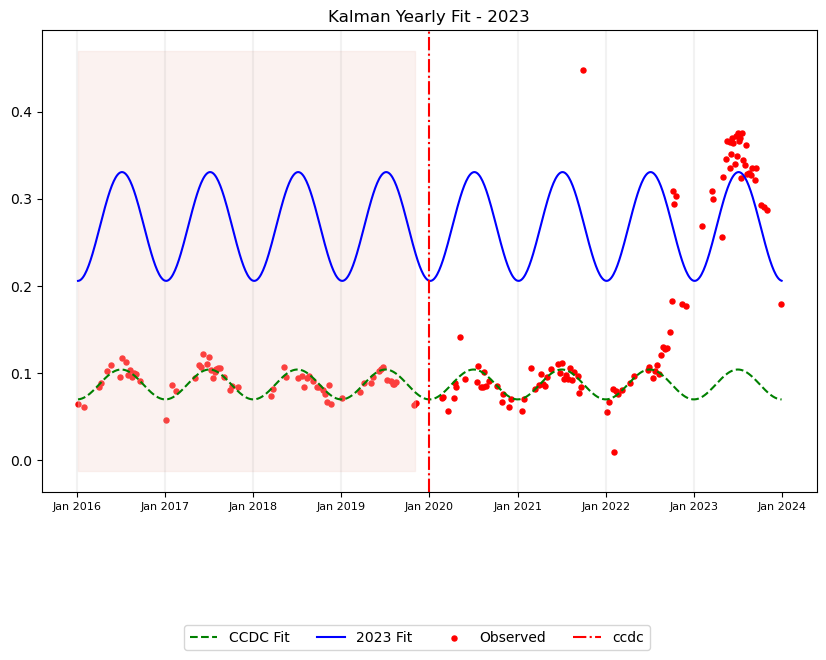 Kalman Yearly Fit - 2023
0.4
0.3
0.2
0.1
0.0
Jan 2016 Jan 2017 Jan 2018 Jan 2019 Jan 2020 Jan 2021 Jan 2022 Jan 2023 Jan 2024
CCDC Fit 2023 Fit Observed ccdc